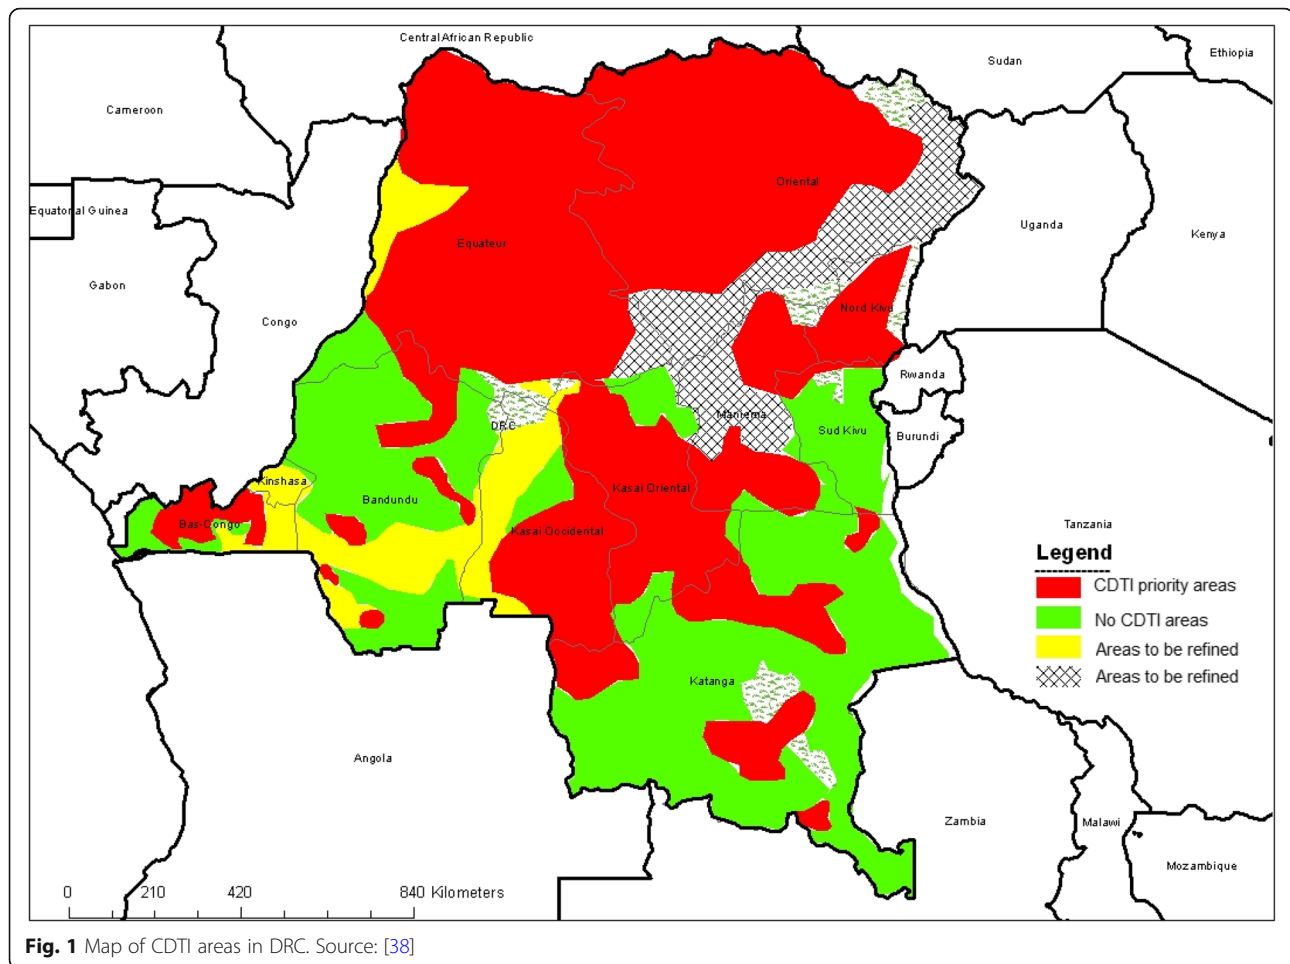 Central African Republic
Ethiopia
Sudan
Cameroon
Oriental
Equatorial Guinea
Uganda
Kenya
Equateur
Gabon
Nord Kivu
Congo
Rwanda
Maniema
DRC
Sud Kivu
Burundi
Kinshasa
Kasai Oriental
Bandundu
Bas-Congo
Kasai Occidental
Tanzania
Legend
CDTI priority areas
No CDTI areas
Areas to be refined
Areas to be refined
Katanga
Angola
Zambia
Malawi
Mozambique
0 210 420 840 Kilometers
Fig. 1 Map of CDTI areas in DRC. Source: [38]